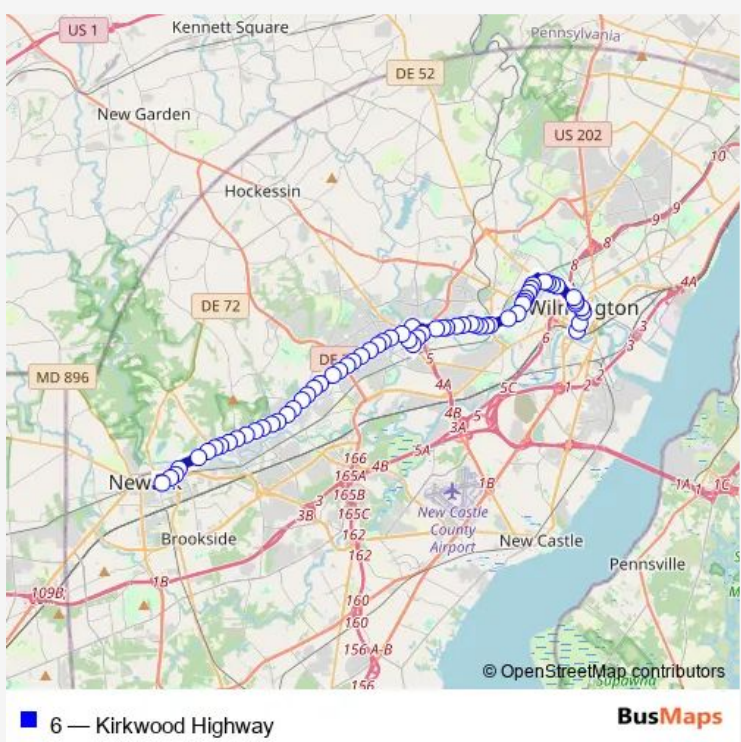 US 1
Kennett Square
Pennsylvania
DE 52
New Garden
US 202
10
Hockessin
9
9
8
8
DE 72
4A
Wilm gton
6
3
3
5
MD 896
4A
5C
1
2
4B
5
3A
5A
166
4B
165A
165B
165C
1B
1A
1C
New
3B
3
New Castle
County
Airport
162
Brookside
New Castle
162
Pennsville
1B
109B
160
160
156 A-B
156
© OpenStreetMap contributors
Supawna
6 — Kirkwood Highway
BusMaps